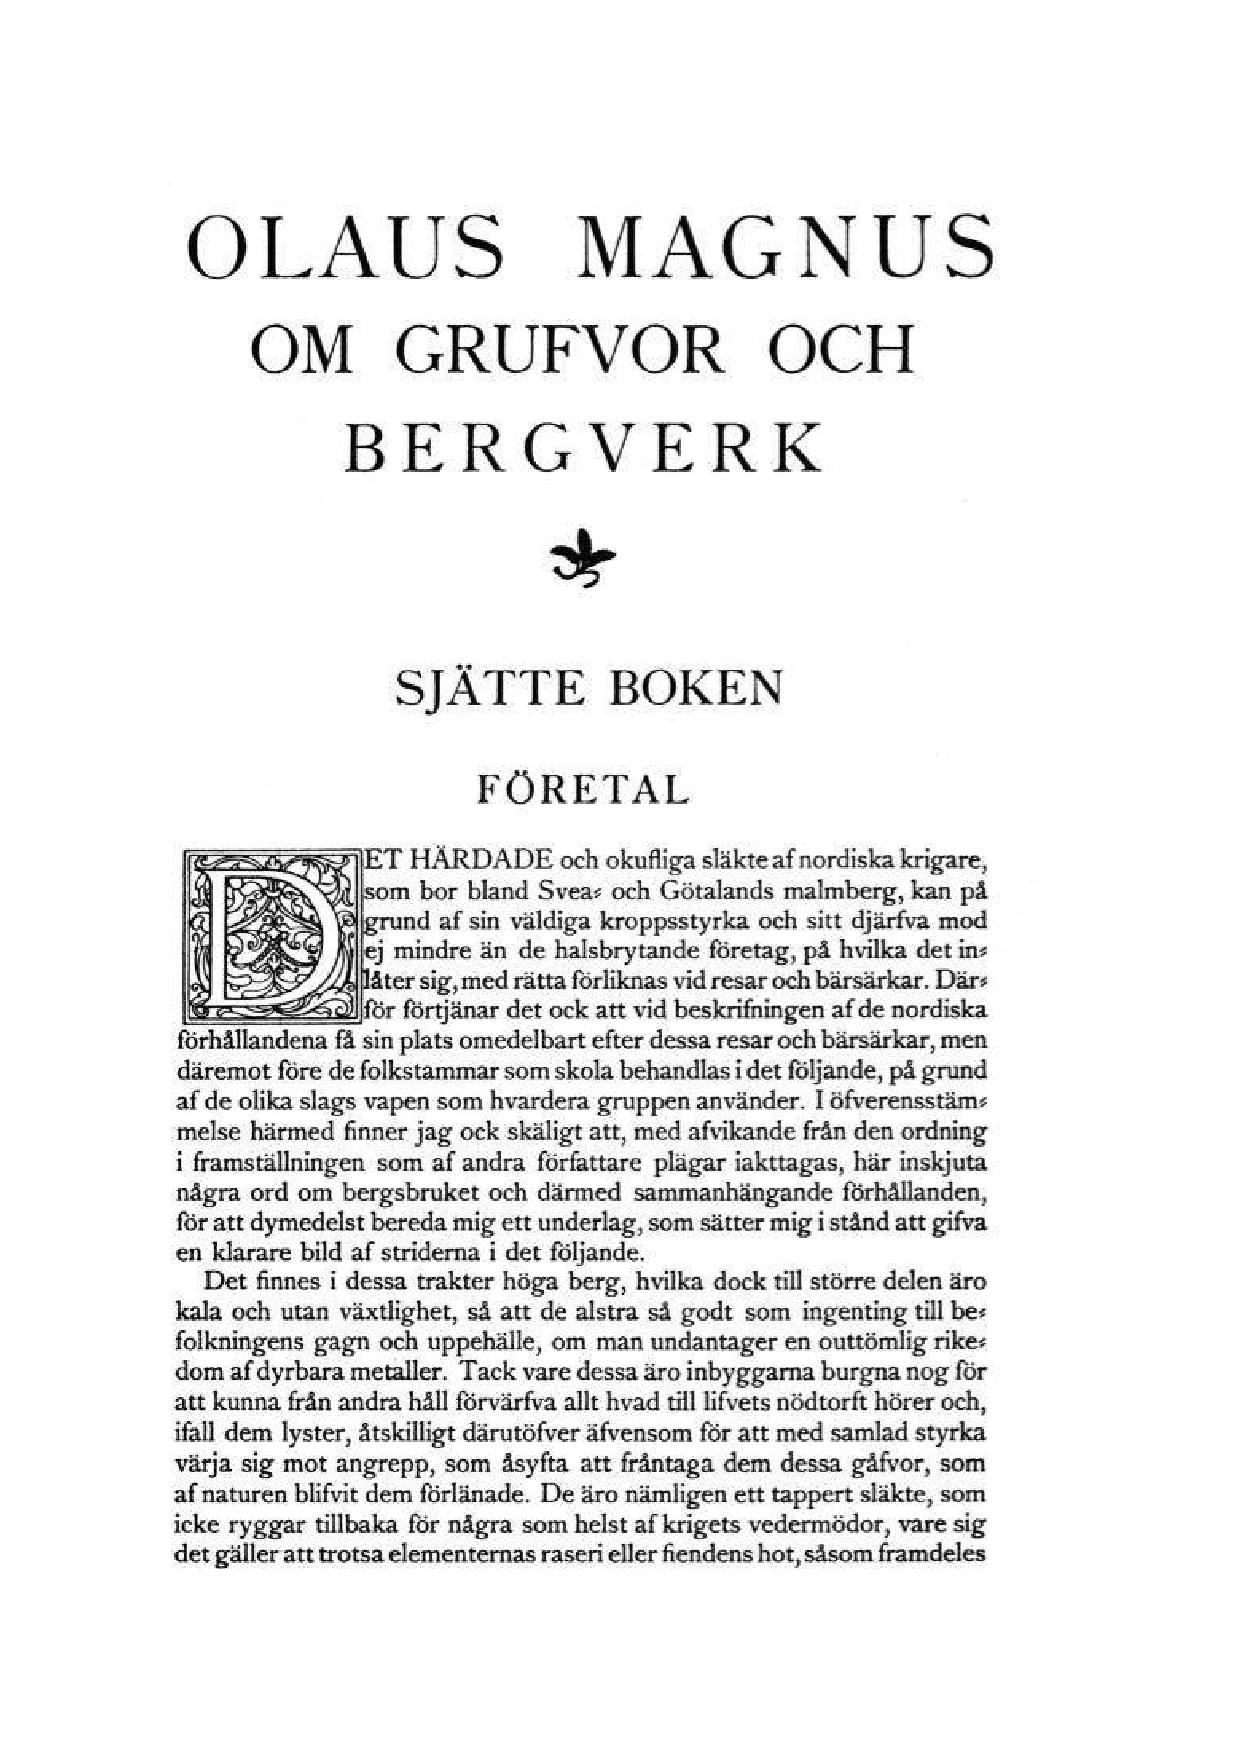 OLAUS MAGNUS
OM GRUFVOR OCH
BERGVERK
SJÄTTE BOKEN
FÖRETAL
DET HÄRDADE och okufliga släkte af nordiska krigare,
som bor bland Svea- och Götalands malmberg, kan på
grund af sin väldiga kroppsstyrka och sitt djärfva mod
ej mindre än de halsbrytande företag, på hvilka det in-
låter sig, med rätta förliknas vid resar och bärsärkar. Där-
för förtjänar det ock att vid beskrifningen af de nordiska
förhållandena få sin plats omedelbart efter dessa resar och bärsärkar, men
däremot före de folkstammar som skola behandlas i det följande, på grund
af de olika slags vapen som hvardera gruppen använder. I öfverensstäm-
melse härmed finner jag ock skäligt att, med afvikande från den ordning
i framställningen som af andra författare plägar iakttagas, här inskjuta
några ord om bergsbruket och därmed sammanhängande förhållanden,
för att dymedelst bereda mig ett underlag, som sätter mig i stånd att gifva
en klarare bild af striderna i det följande.
Det finnes i dessa trakter höga berg, hvilka dock till större delen äro
kala och utan växtlighet, så att de alstra så godt som ingenting till be-
folkningens gagn och uppehälle, om man undantager en outtömlig rike-
dom af dyrbara metaller. Tack vare dessa äro inbyggarna burgna nog för
att kunna från andra håll förvärfva allt hvad till lifvets nödtorft hörer och,
ifall dem lyster, åtskilligt därutöfver äfvensom för att med samlad styrka
värja sig mot angrepp, som åsyfta att fråntaga dem dessa gåfvor, som
af naturen blifvit dem förlänade. De äro nämligen ett tappert släkte, som
icke ryggar tillbaka för några som helst af krigets vedermödor, vare sig
det gäller att trotsa elementernas raseri eller fiendens hot, såsom framdeles